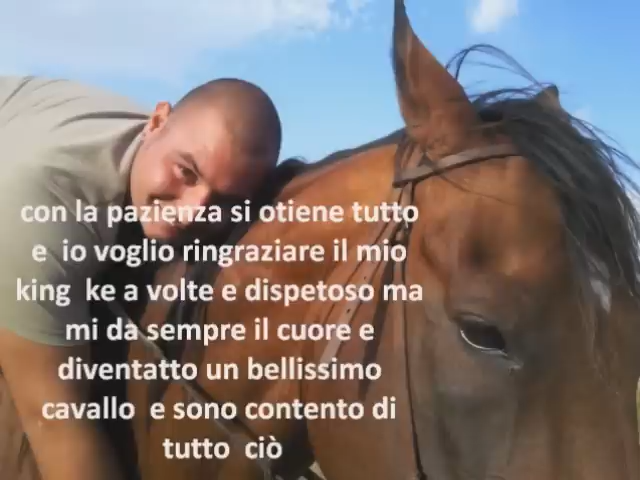 con la pazienza si otiene tutto
e io voglio ringraziare il mio
king ke a volte e dispetoso ma
mi da sempre il cuore e
diventatto un bellissimo
cavallo e sono contento di
tutto ciò